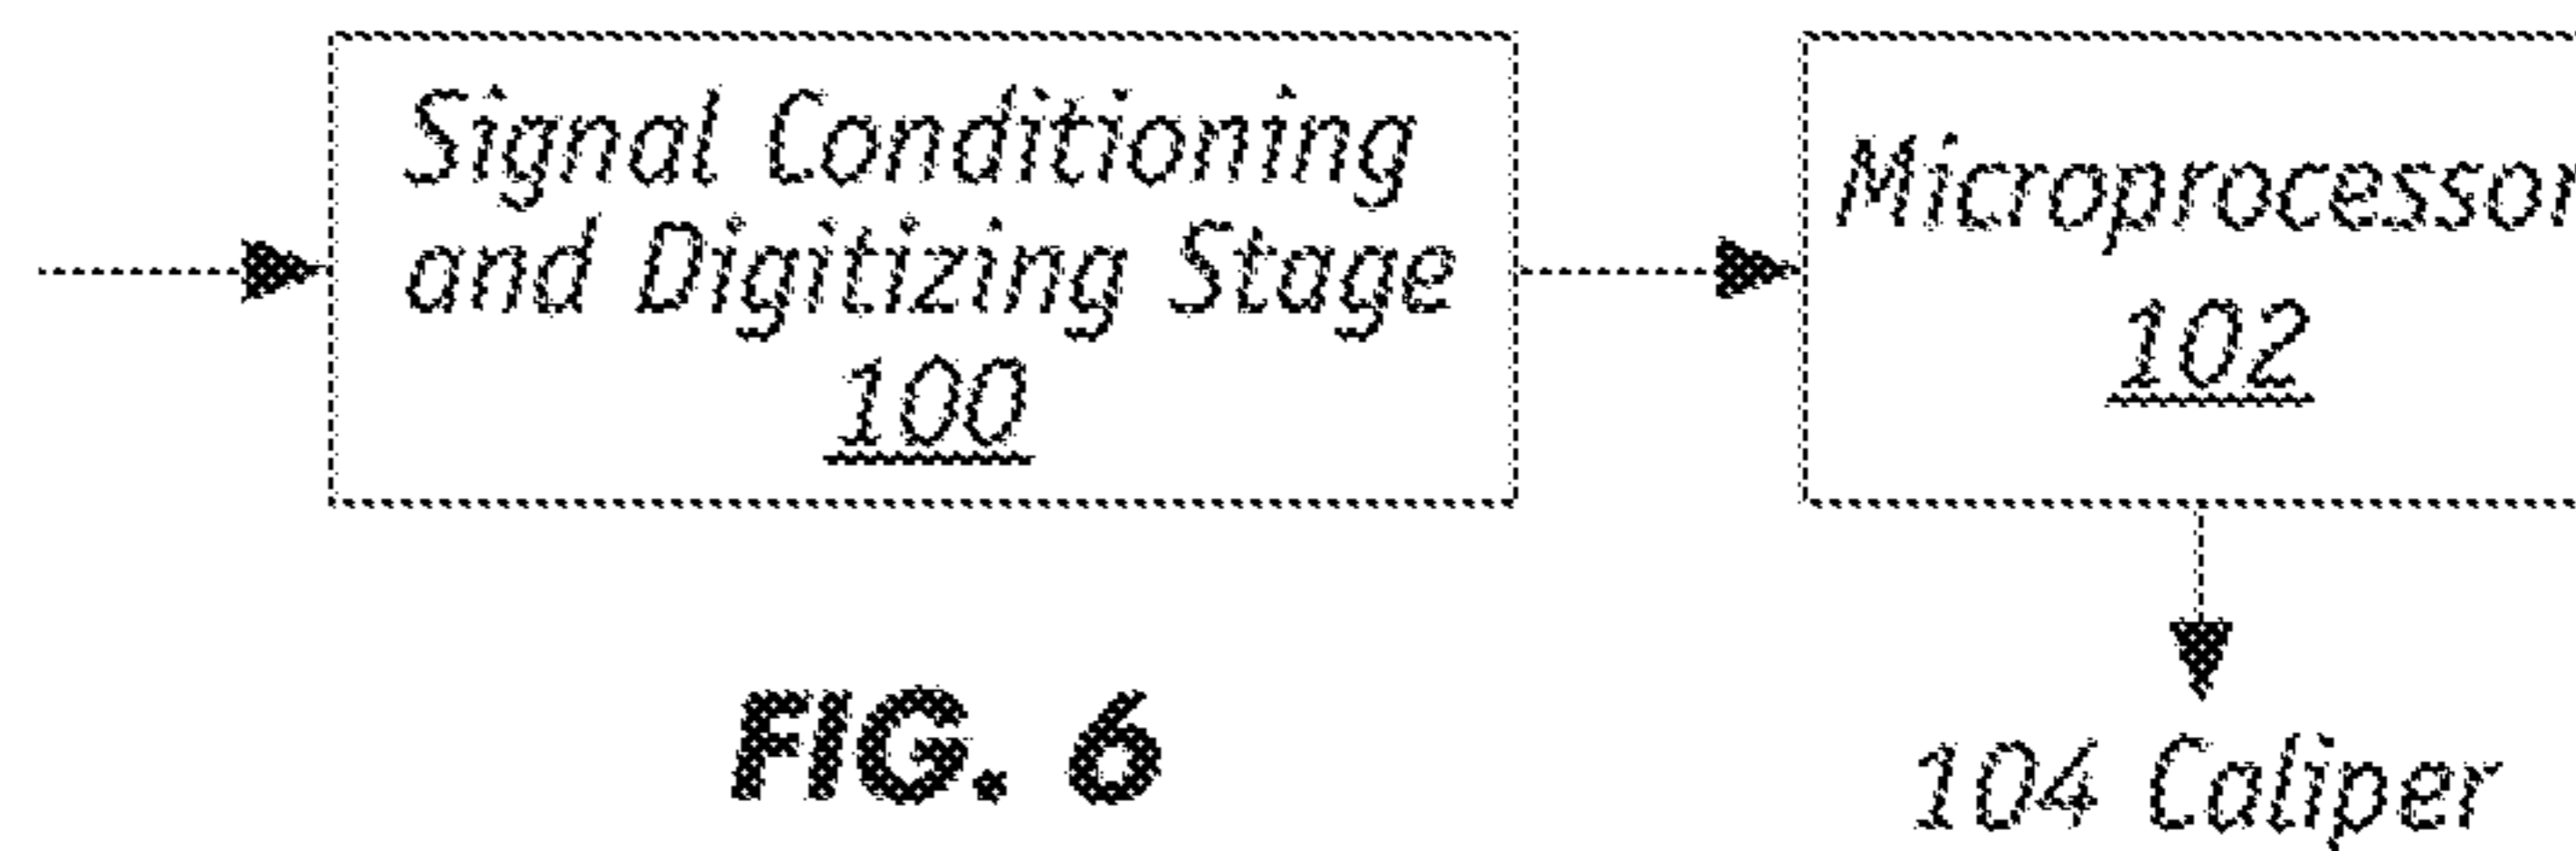 Signal Conditioning
and Digitizing Stage
100
Microprocessor
102
FIG. 6
104 Caliper